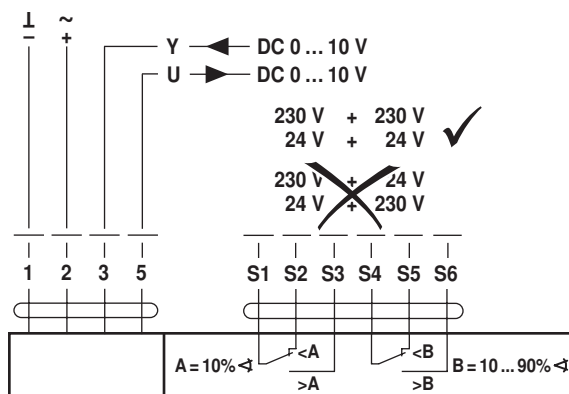 ⊥ ~
− +
Y DC 0 ... 10 V
U DC 0 ... 10 V
230 V + 230 V
24 V + 24 V
230 V + 24 V
24 V + 230 V
1 2 3 5 S1 S2 S3 S4 S5 S6
A = 10% ∢ <A <B B = 10 ... 90% ∢
>A >B